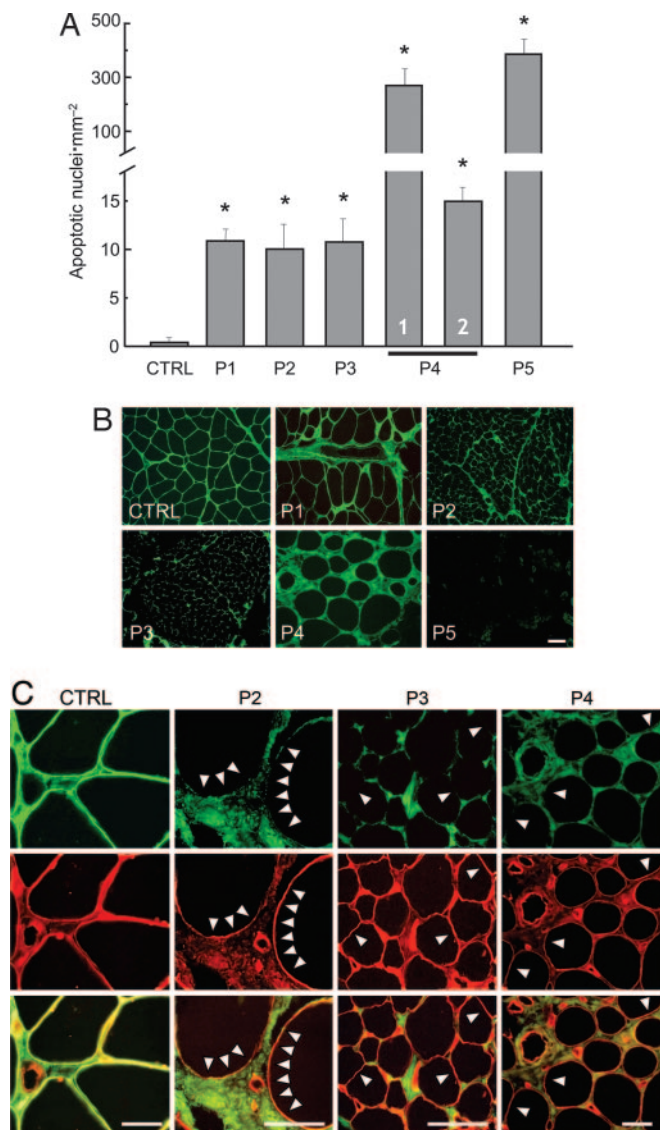 A
Apoptotic nuclei•mm⁻²
500
300
100
15
10
5
0
*
*
*
*
*
*
1
2
CTRL P1 P2 P3 P4 P5
B
CTRL P1 P2
P3 P4 P5
C
CTRL P2 P3 P4